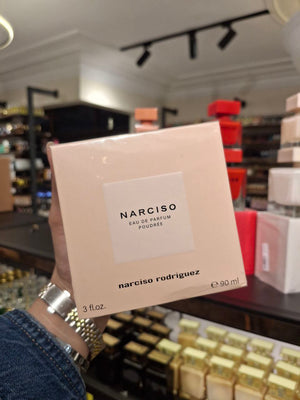 NARCISO
EAU DE PARFUM
POUDRÉE
narciso rodriguez
3 fl.oz. ℮ 90 ml